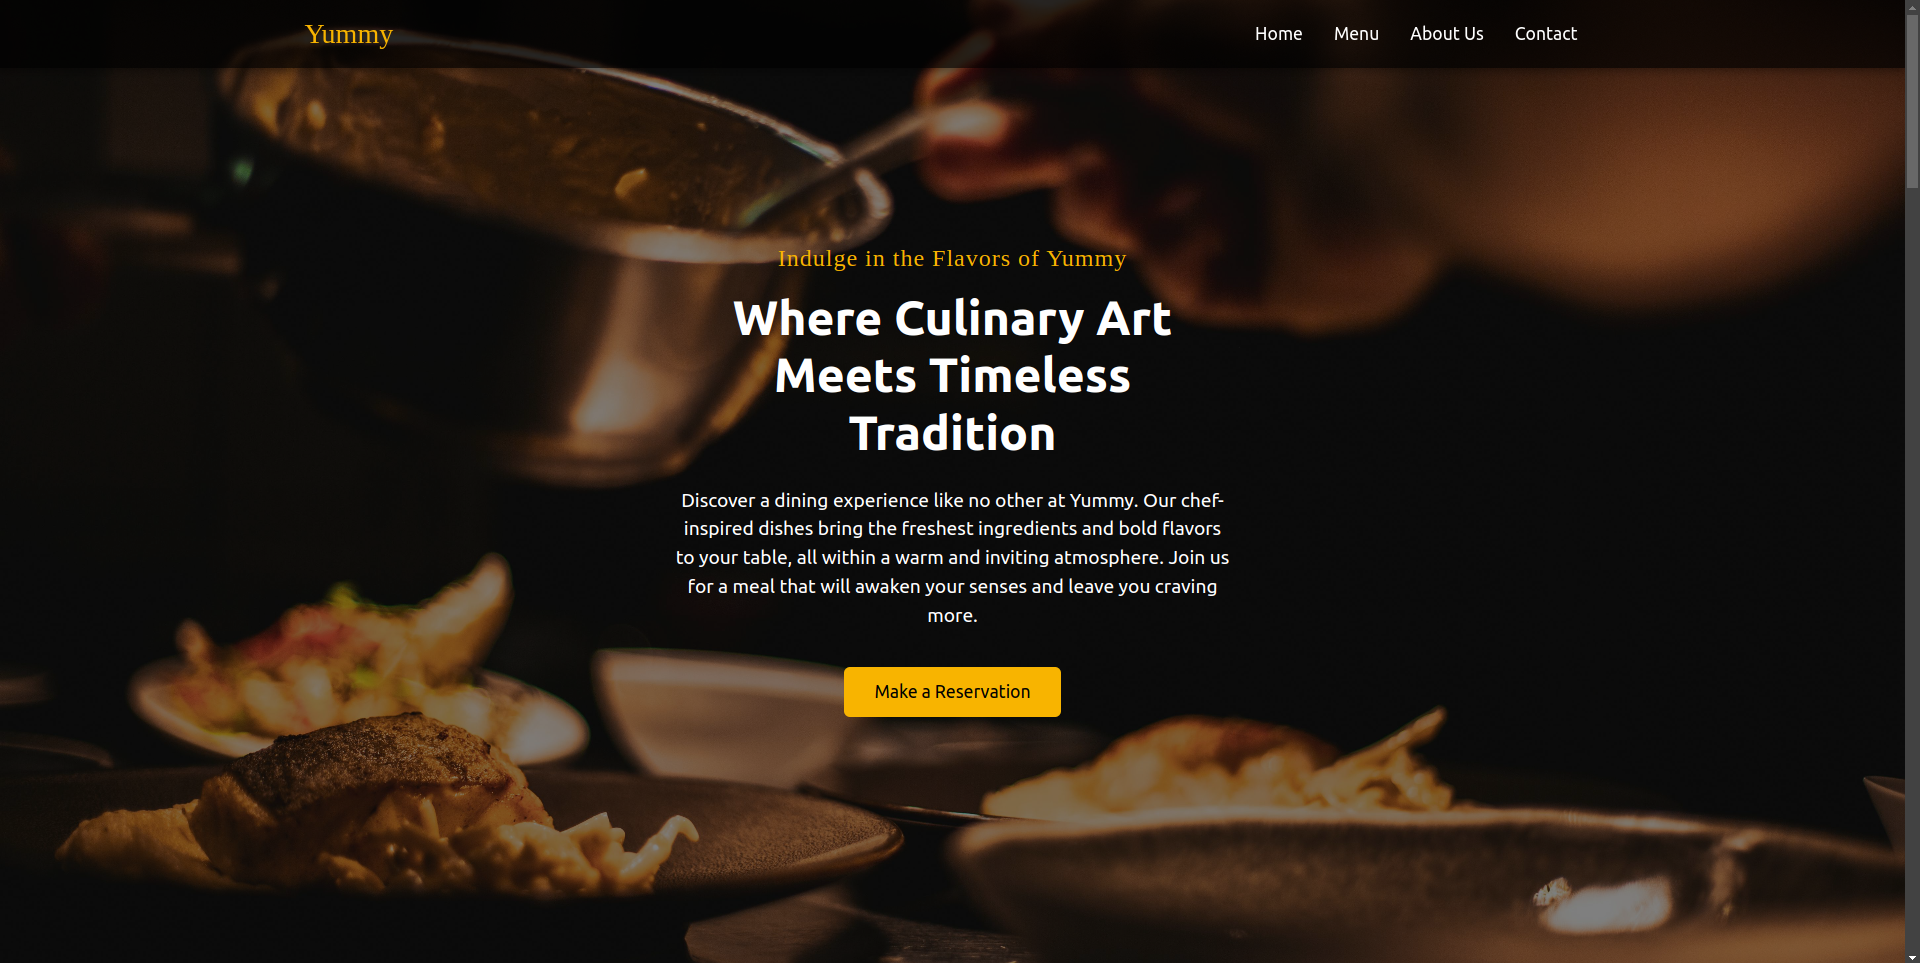 Yummy
Home Menu About Us Contact
Indulge in the Flavors of Yummy
Where Culinary Art
Meets Timeless
Tradition
Discover a dining experience like no other at Yummy. Our chef-
inspired dishes bring the freshest ingredients and bold flavors
to your table, all within a warm and inviting atmosphere. Join us
for a meal that will awaken your senses and leave you craving
more.
Make a Reservation